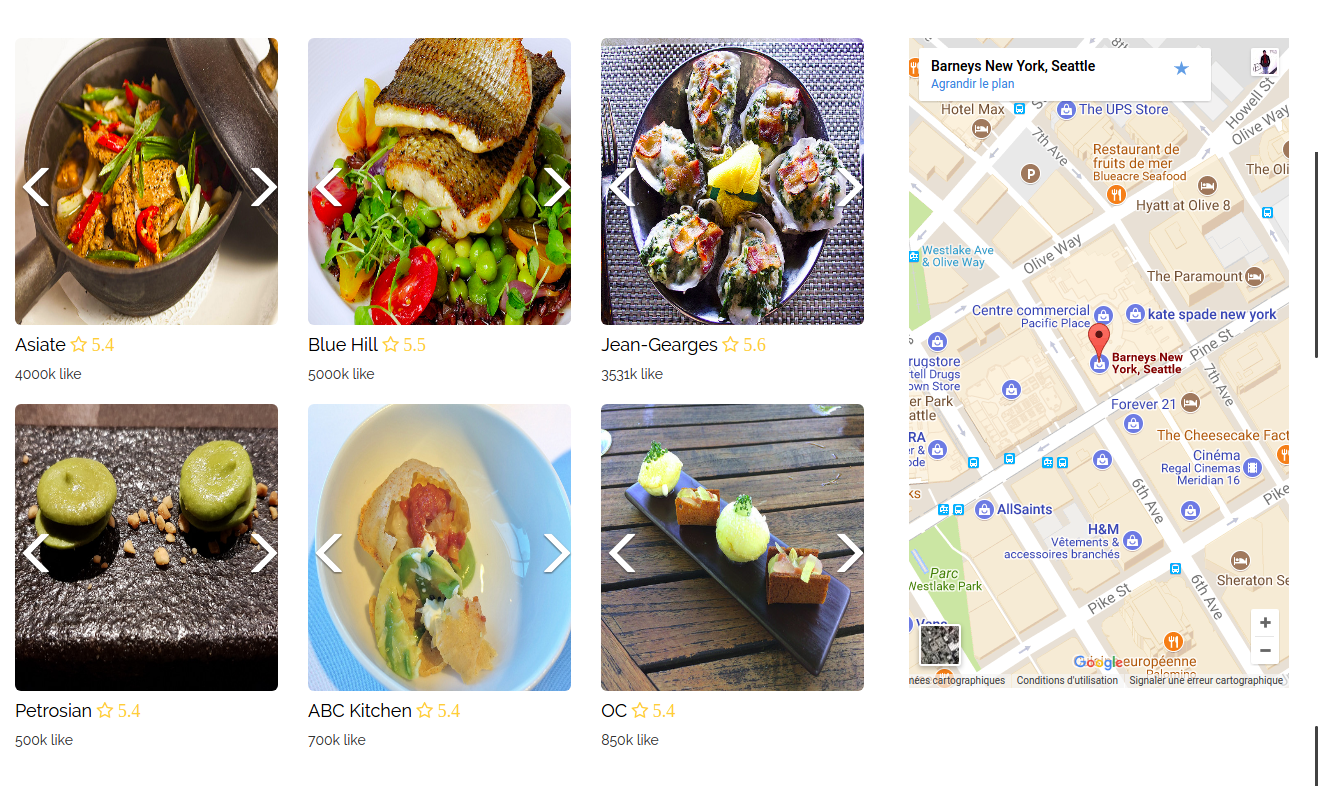 Asiate 5.4
4000k like
Blue Hill 5.5
5000k like
Jean-Gearges 5.6
3531k like
Petrosian 5.4
500k like
ABC Kitchen 5.4
700k like
OC 5.4
850k like
Barneys New York, Seattle
Agrandir le plan
8th
Howell St
Olive Way
Hotel Max
The UPS Store
7th Ave
Restaurant de
fruits de mer
Blueacre Seafood
P
The Oli
Hyatt at Olive 8
Westlake Ave
& Olive Way
Olive Way
The Paramount
Centre commercial
Pacific Place
kate spade new york
Pine St
Barneys New
York, Seattle
rugstore
tell Drugs
own Store
7th Ave
er Park
attle
Forever 21
RA
er &
ode
The Cheesecake Fact
Cinéma
Regal Cinemas
Meridian 16
ks
6th Ave
Pike
AllSaints
H&M
Vêtements &
accessoires branchés
Parc
Westlake Park
Sheraton Se
Pike St
6th Ave
+
−
Google
européenne
nées cartographiques
Conditions d'utilisation
Signaler une erreur cartographique